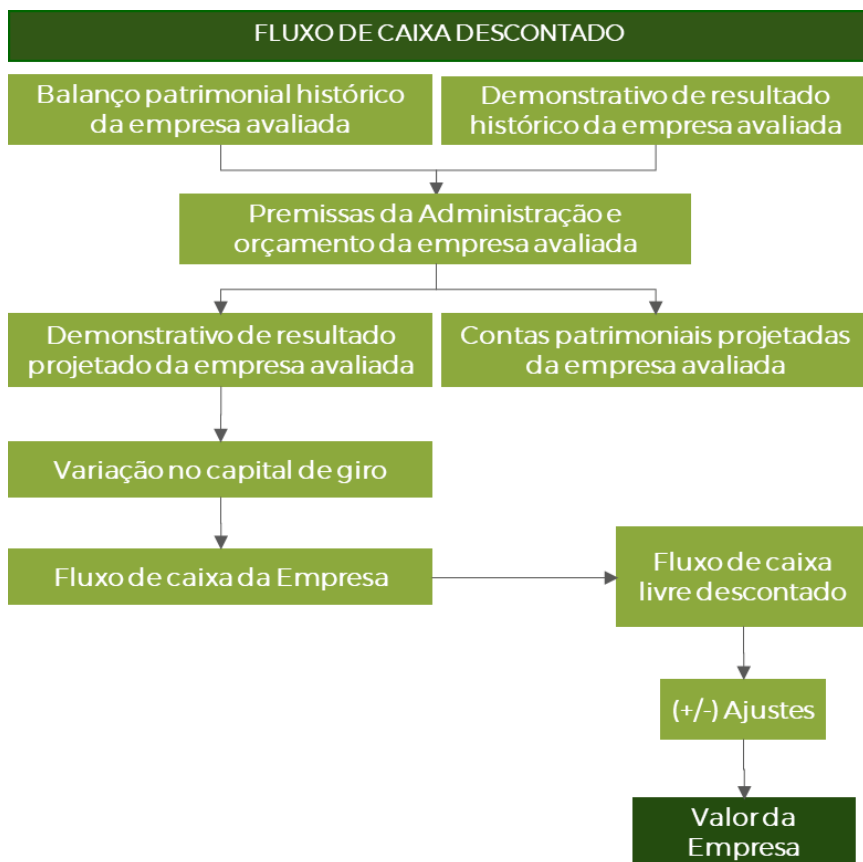 FLUXO DE CAIXA DESCONTADO
Balanço patrimonial histórico
da empresa avaliada
Demonstrativo de resultado
histórico da empresa avaliada
Premissas da Administração e
orçamento da empresa avaliada
Demonstrativo de resultado
projetado da empresa avaliada
Contas patrimoniais projetadas
da empresa avaliada
Variação no capital de giro
Fluxo de caixa da Empresa
Fluxo de caixa
livre descontado
(+/-) Ajustes
Valor da
Empresa